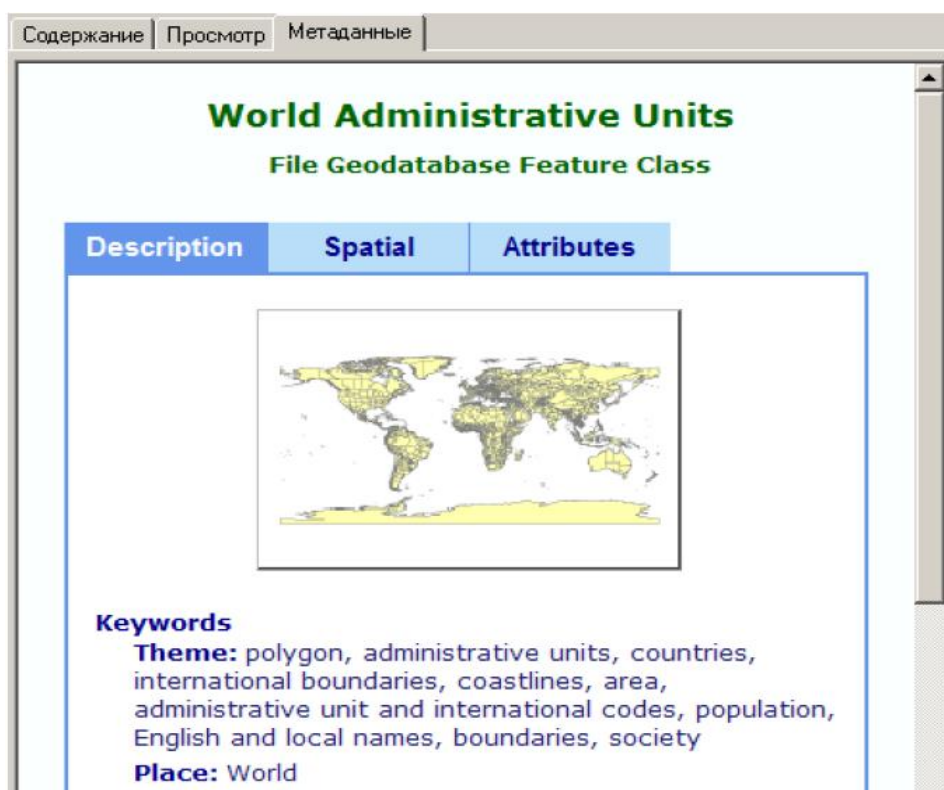 Содержание Просмотр Метаданные
World Administrative Units
File Geodatabase Feature Class
Description Spatial Attributes
Keywords
Theme: polygon, administrative units, countries,
international boundaries, coastlines, area,
administrative unit and international codes, population,
English and local names, boundaries, society
Place: World